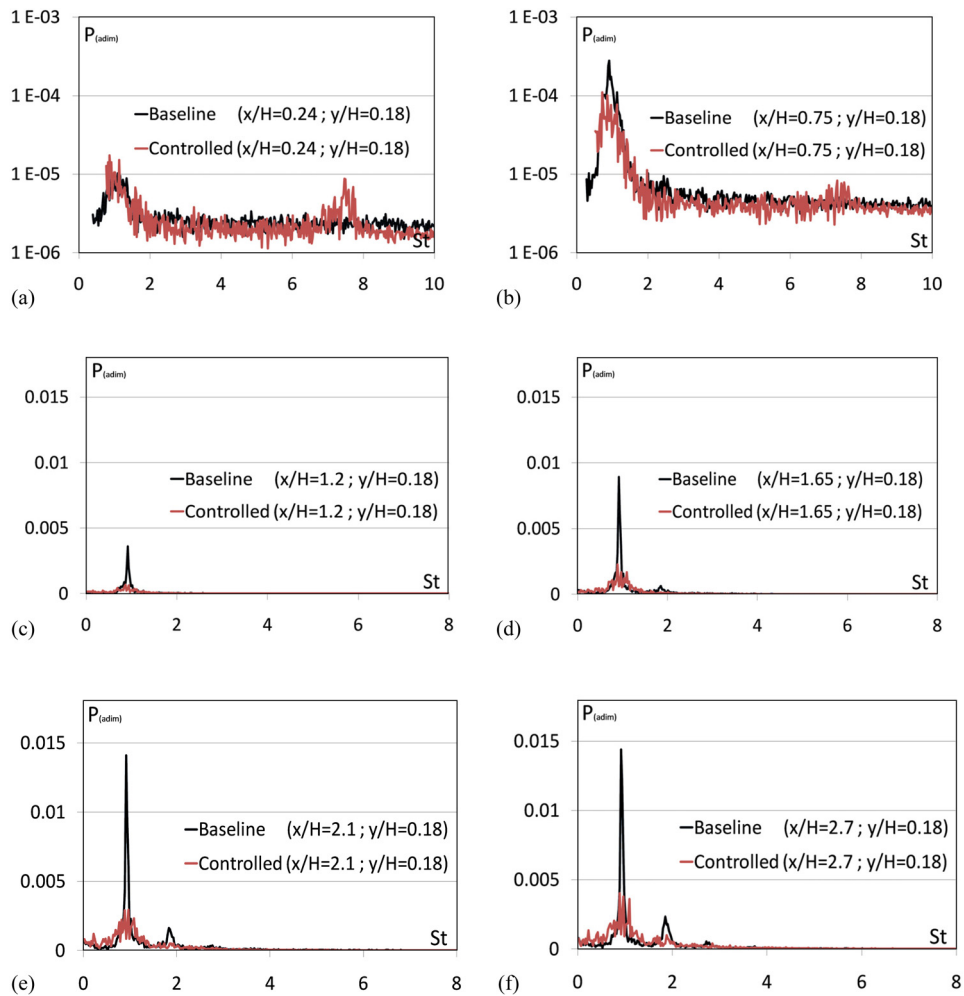 1 E-03
P(adim)
1 E-04
Baseline (x/H=0.24 ; y/H=0.18)
Controlled (x/H=0.24 ; y/H=0.18)
1 E-05
1 E-06
St
0 2 4 6 8 10
(a)
1 E-03
P(adim)
1 E-04
Baseline (x/H=0.75 ; y/H=0.18)
Controlled (x/H=0.75 ; y/H=0.18)
1 E-05
St
1 E-06
0 2 4 6 8 10
(b)
P(adim)
0.015
0.01
Baseline (x/H=1.2 ; y/H=0.18)
Controlled (x/H=1.2 ; y/H=0.18)
0.005
St
0
0 2 4 6 8
(c)
P(adim)
0.015
0.01
Baseline (x/H=1.65 ; y/H=0.18)
Controlled (x/H=1.65 ; y/H=0.18)
0.005
St
0
0 2 4 6 8
(d)
P(adim)
0.015
0.01
Baseline (x/H=2.1 ; y/H=0.18)
Controlled (x/H=2.1 ; y/H=0.18)
0.005
St
0
0 2 4 6 8
(e)
P(adim)
0.015
0.01
Baseline (x/H=2.7 ; y/H=0.18)
Controlled (x/H=2.7 ; y/H=0.18)
0.005
St
0
0 2 4 6 8
(f)